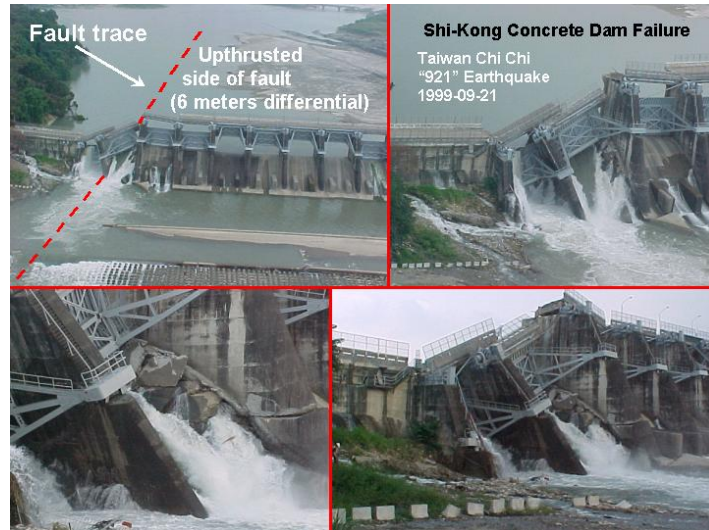 Fault trace
Upthrusted
side of fault
(6 meters differential)
Shi-Kong Concrete Dam Failure
Taiwan Chi Chi
“921” Earthquake
1999-09-21